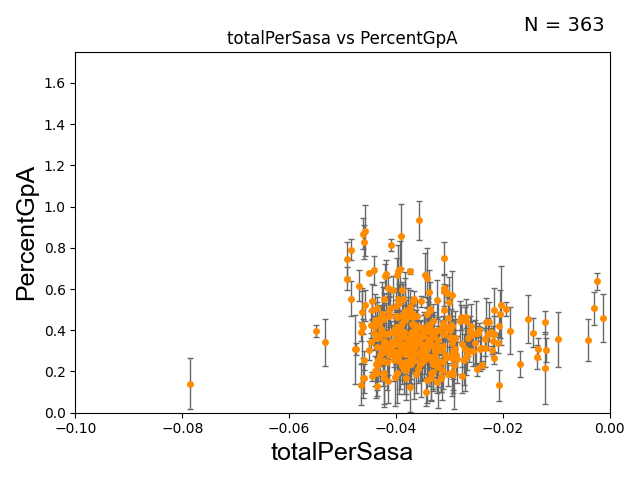 N = 363
totalPerSasa vs PercentGpA
PercentGpA
1.6
1.4
1.2
1.0
0.8
0.6
0.4
0.2
0.0
−0.10 −0.08 −0.06 −0.04 −0.02 0.00
totalPerSasa